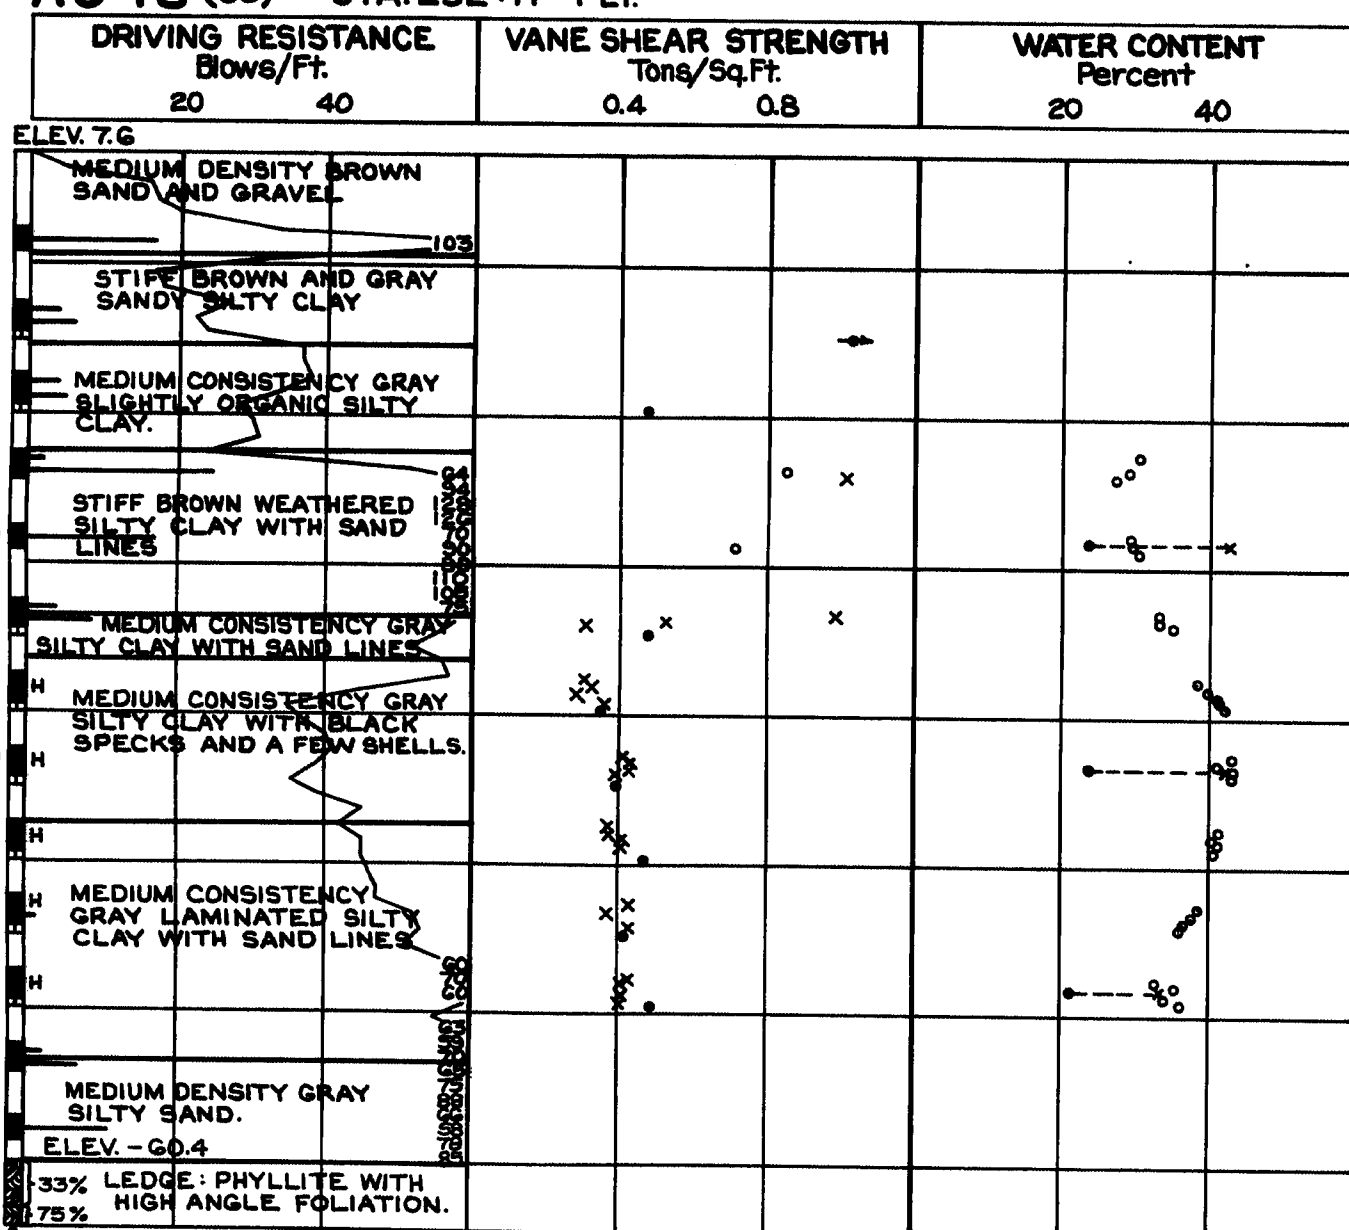 DRIVING RESISTANCE
Blows/Ft.
20 40
VANE SHEAR STRENGTH
Tons/Sq.Ft.
0.4 0.8
WATER CONTENT
Percent
20 40
ELEV. 7.6
MEDIUM DENSITY BROWN
SAND AND GRAVEL
103
STIFF BROWN AND GRAY
SANDY SILTY CLAY
MEDIUM CONSISTENCY GRAY
SLIGHTLY ORGANIC SILTY
CLAY.
STIFF BROWN WEATHERED
SILTY CLAY WITH SAND
LINES
MEDIUM CONSISTENCY GRAY
SILTY CLAY WITH SAND LINES
H
MEDIUM CONSISTENCY GRAY
SILTY CLAY WITH BLACK
SPECKS AND A FEW SHELLS.
H
H
H
MEDIUM CONSISTENCY
GRAY LAMINATED SILTY
CLAY WITH SAND LINES
H
MEDIUM DENSITY GRAY
SILTY SAND.
ELEV. -60.4
33% LEDGE: PHYLLITE WITH
HIGH ANGLE FOLIATION.
75%